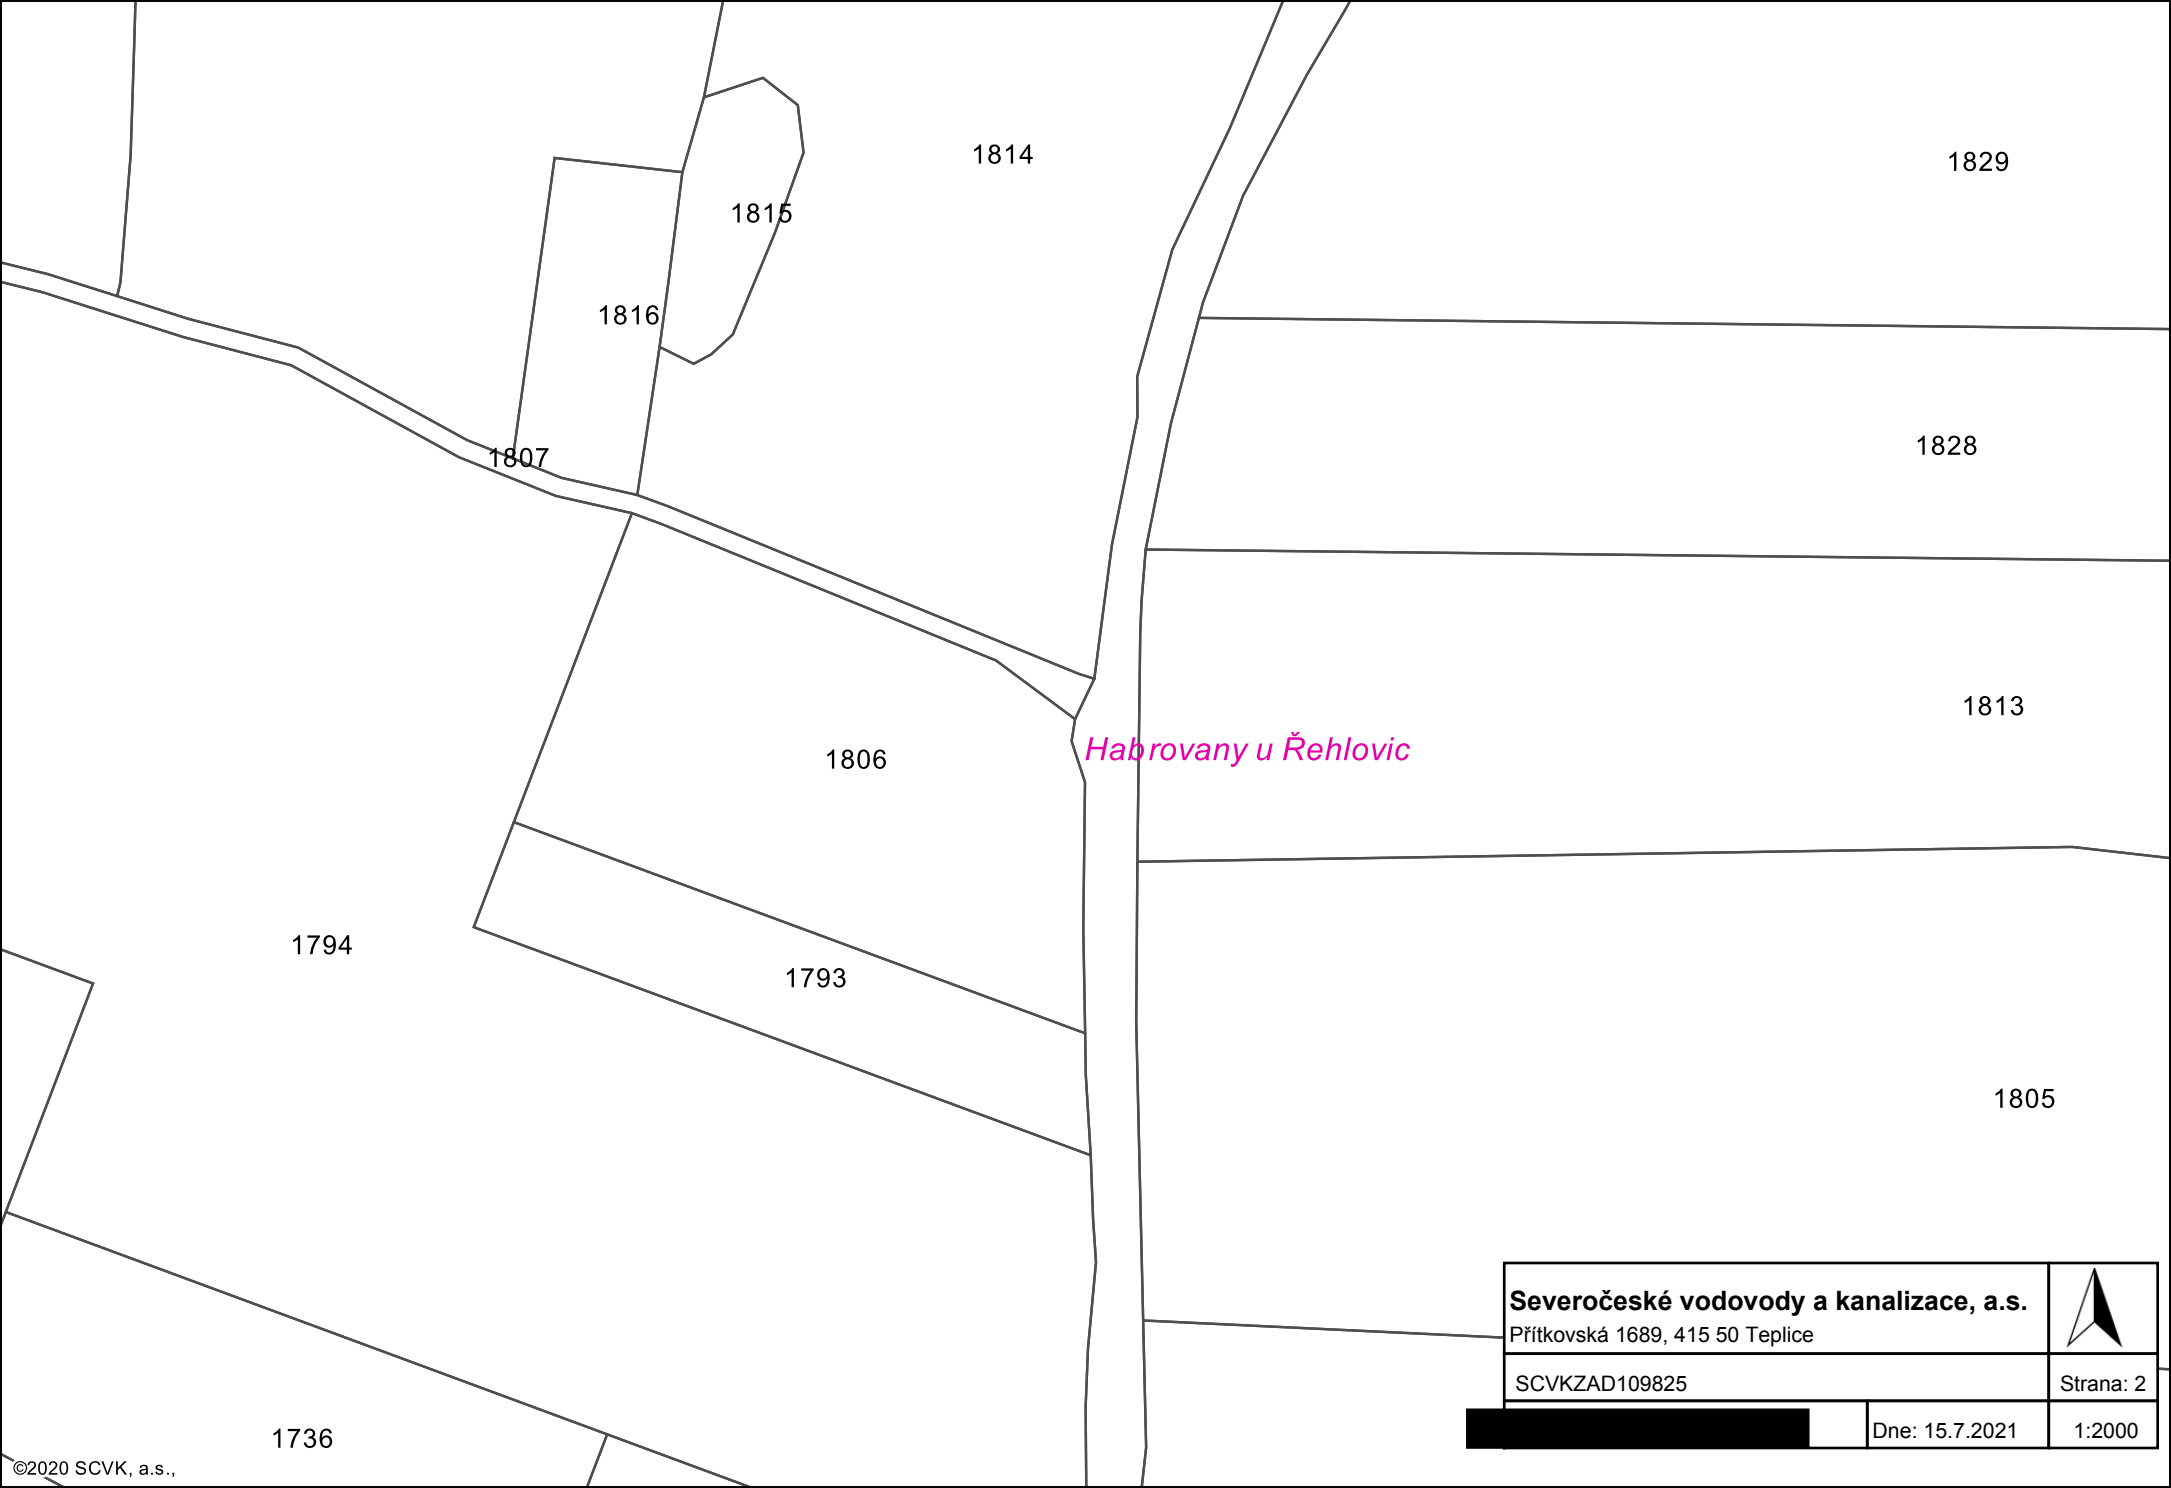 1814
1829
1815
1816
1828
1807
1813
Habrovany u Řehlovic
1806
1794
1793
1805
Severočeské vodovody a kanalizace, a.s.
Přítkovská 1689, 415 50 Teplice
SCVKZAD109825
Strana: 2
Dne: 15.7.2021
1:2000
1736
©2020 SCVK, a.s.,